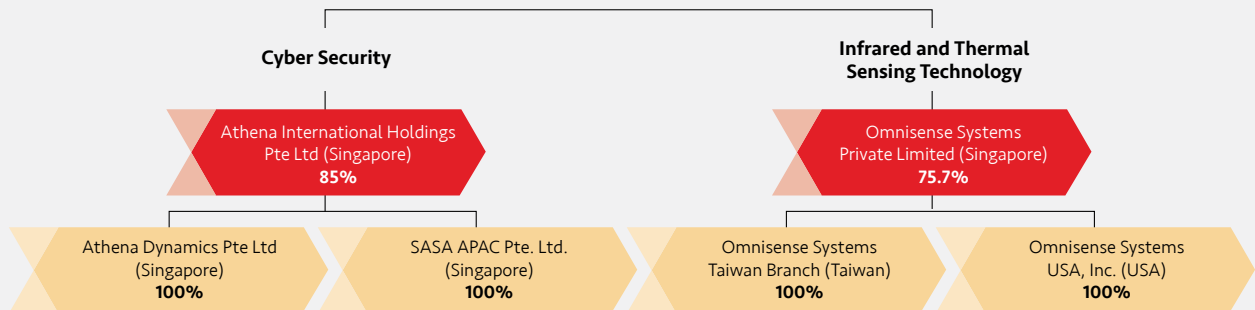 Cyber Security
Infrared and Thermal
Sensing Technology
Athena International Holdings
Pte Ltd (Singapore)
85%
Omnisense Systems
Private Limited (Singapore)
75.7%
Athena Dynamics Pte Ltd
(Singapore)
100%
SASA APAC Pte. Ltd.
(Singapore)
100%
Omnisense Systems
Taiwan Branch (Taiwan)
100%
Omnisense Systems
USA, Inc. (USA)
100%